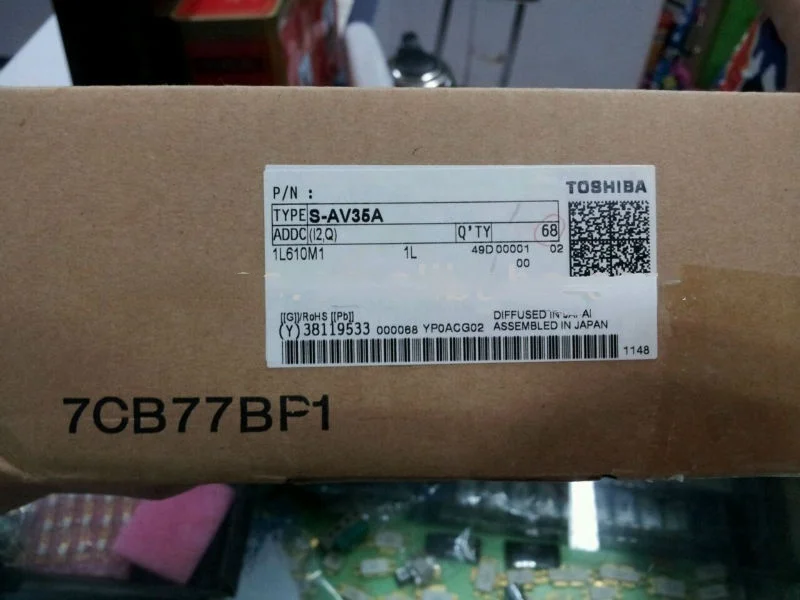 P/N :
TOSHIBA
TYPE S-AV35A
ADDC (I2,Q) Q'TY 68
1L610M1 1L 49D 00001 02
00
[[G]]/RoHS [[Pb]]
DIFFUSED IN
(Y)38119533 000068 YP0ACG02 ASSEMBLED IN JAPAN
1148
7CB77BP1